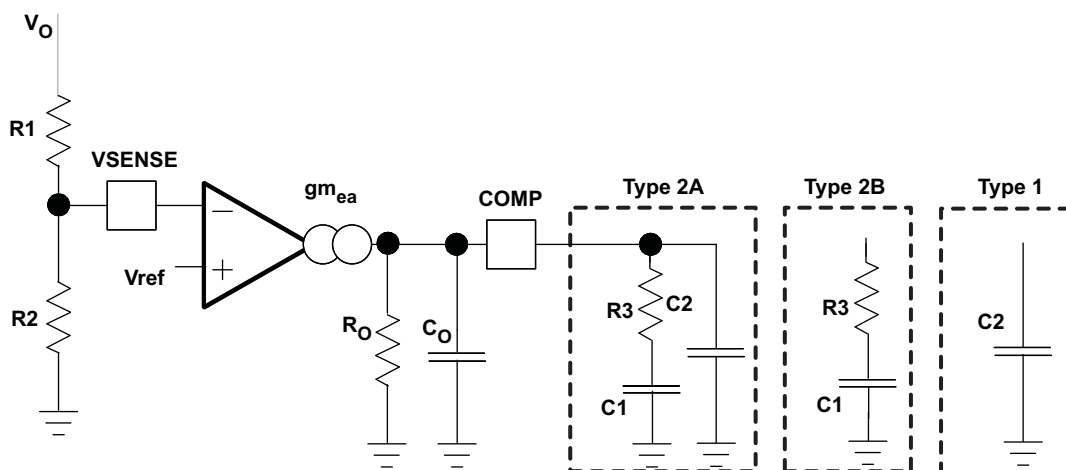 VO
R1
VSENSE
gmea
COMP
Type 2A
Type 2B
Type 1
Vref
R2
RO
CO
R3
C2
C1
R3
C1
C2
−
+